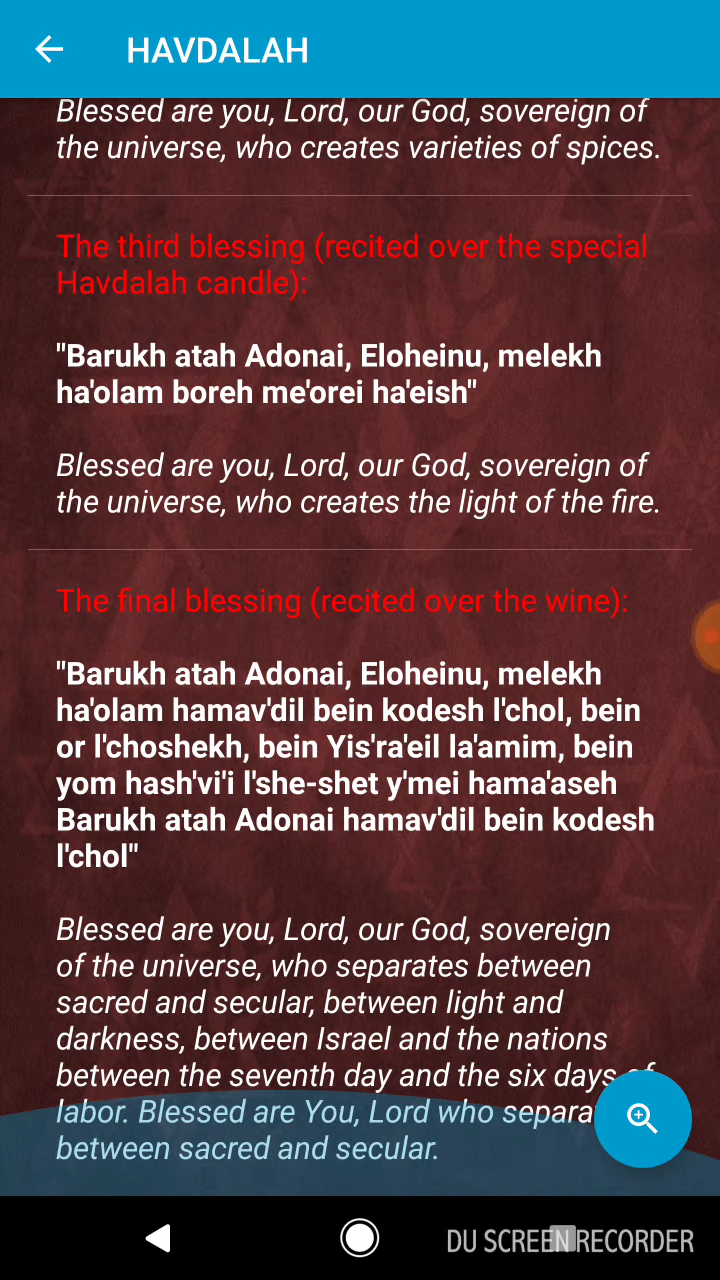 HAVDALAH
Blessed are you, Lord, our God, sovereign of
the universe, who creates varieties of spices.
The third blessing (recited over the special
Havdalah candle):
"Barukh atah Adonai, Eloheinu, melekh
ha'olam boreh me'orei ha'eish"
Blessed are you, Lord, our God, sovereign of
the universe, who creates the light of the fire.
The final blessing (recited over the wine):
"Barukh atah Adonai, Eloheinu, melekh
ha'olam hamav'dil bein kodesh l'chol, bein
or l'choshekh, bein Yis'ra'eil la'amim, bein
yom hash'vi'i l'she-shet y'mei hama'aseh
Barukh atah Adonai hamav'dil bein kodesh
l'chol"
Blessed are you, Lord, our God, sovereign
of the universe, who separates between
sacred and secular, between light and
darkness, between Israel and the nations
between the seventh day and the six days of
labor. Blessed are You, Lord who separa
between sacred and secular.
DU SCREEN RECORDER